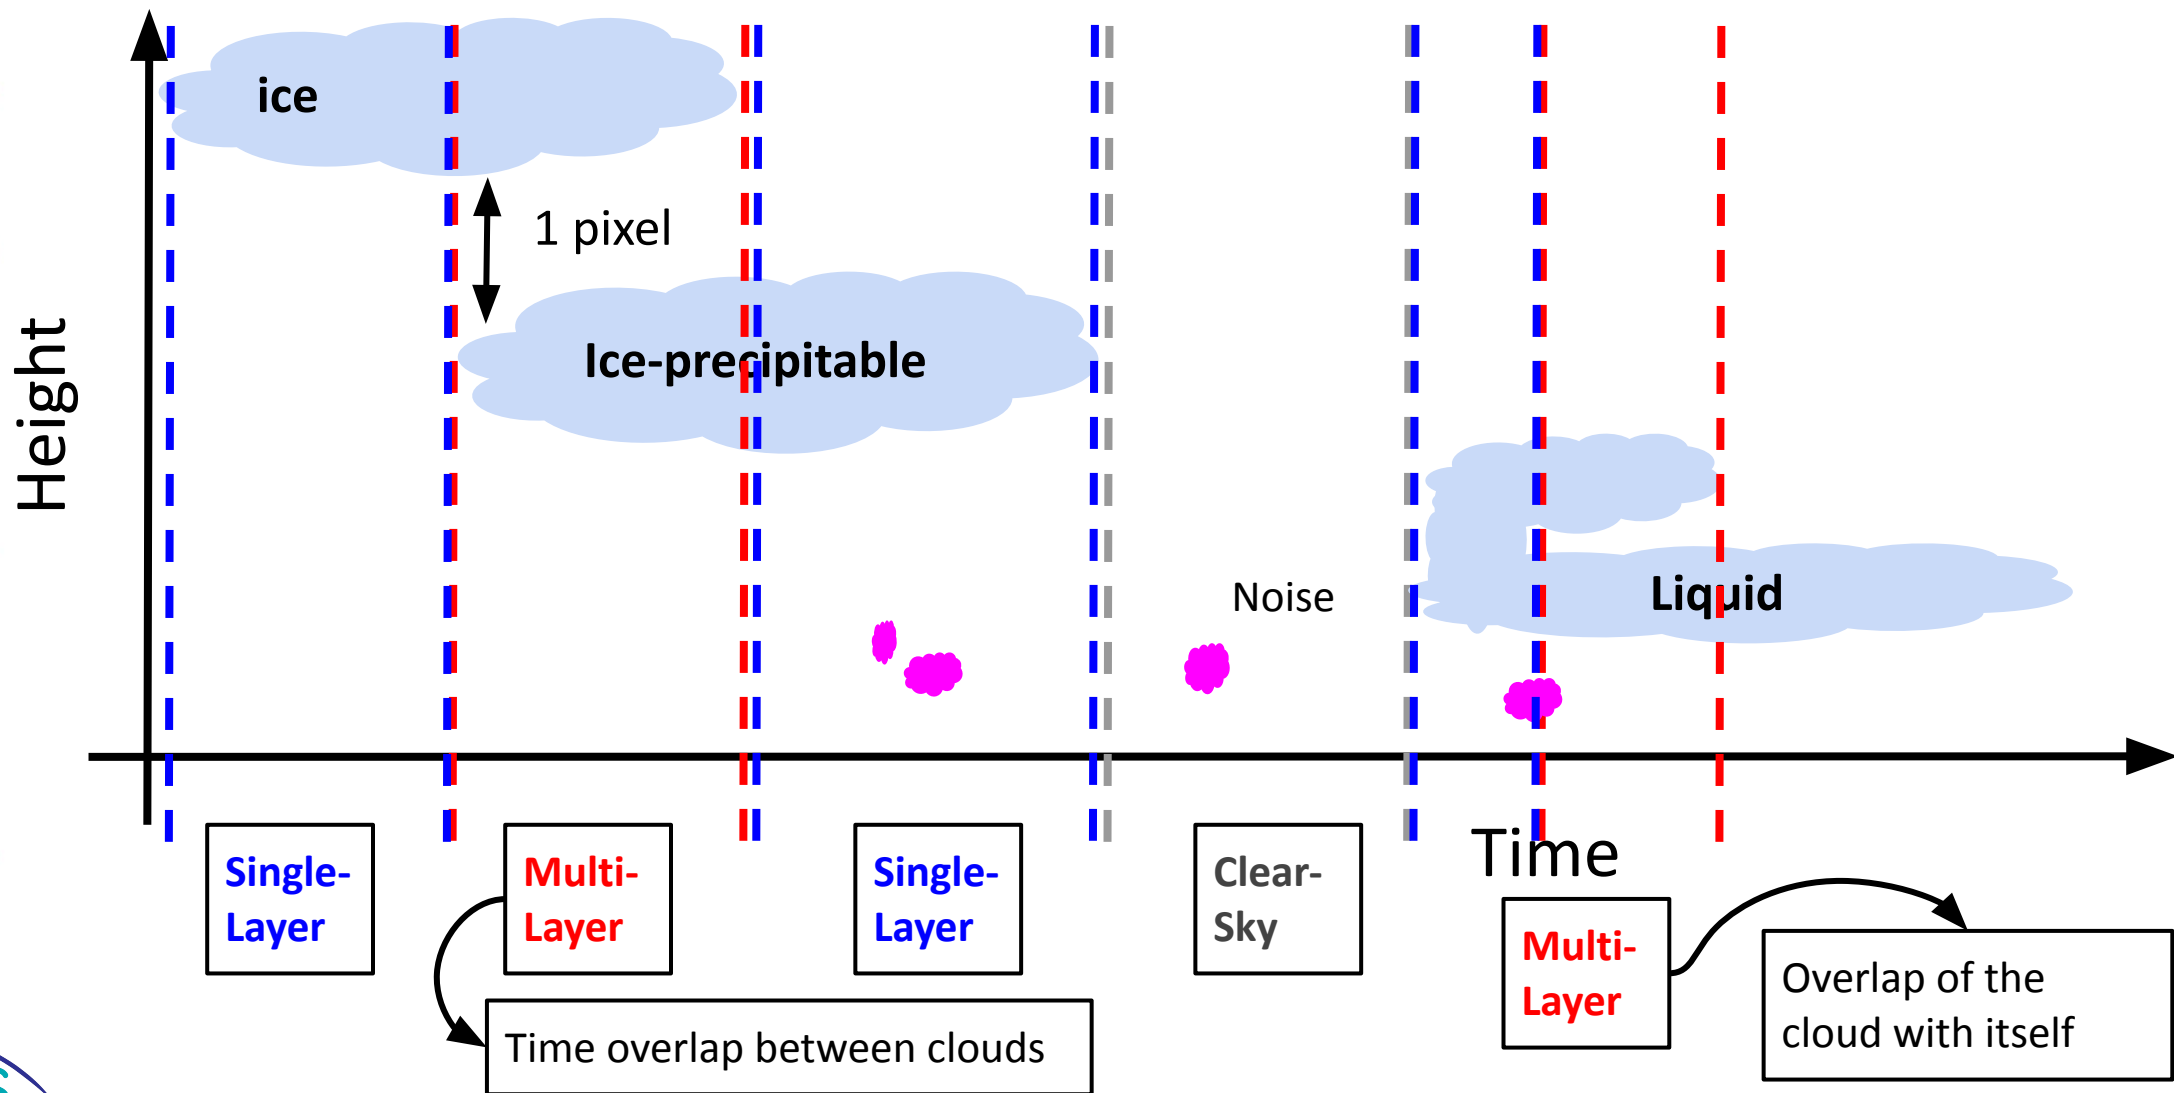 ice
1 pixel
Height
Ice-precipitable
Noise
Liquid
Time
Single-
Layer
Multi-
Layer
Single-
Layer
Clear-
Sky
Multi-
Layer
Overlap of the
cloud with itself
Time overlap between clouds